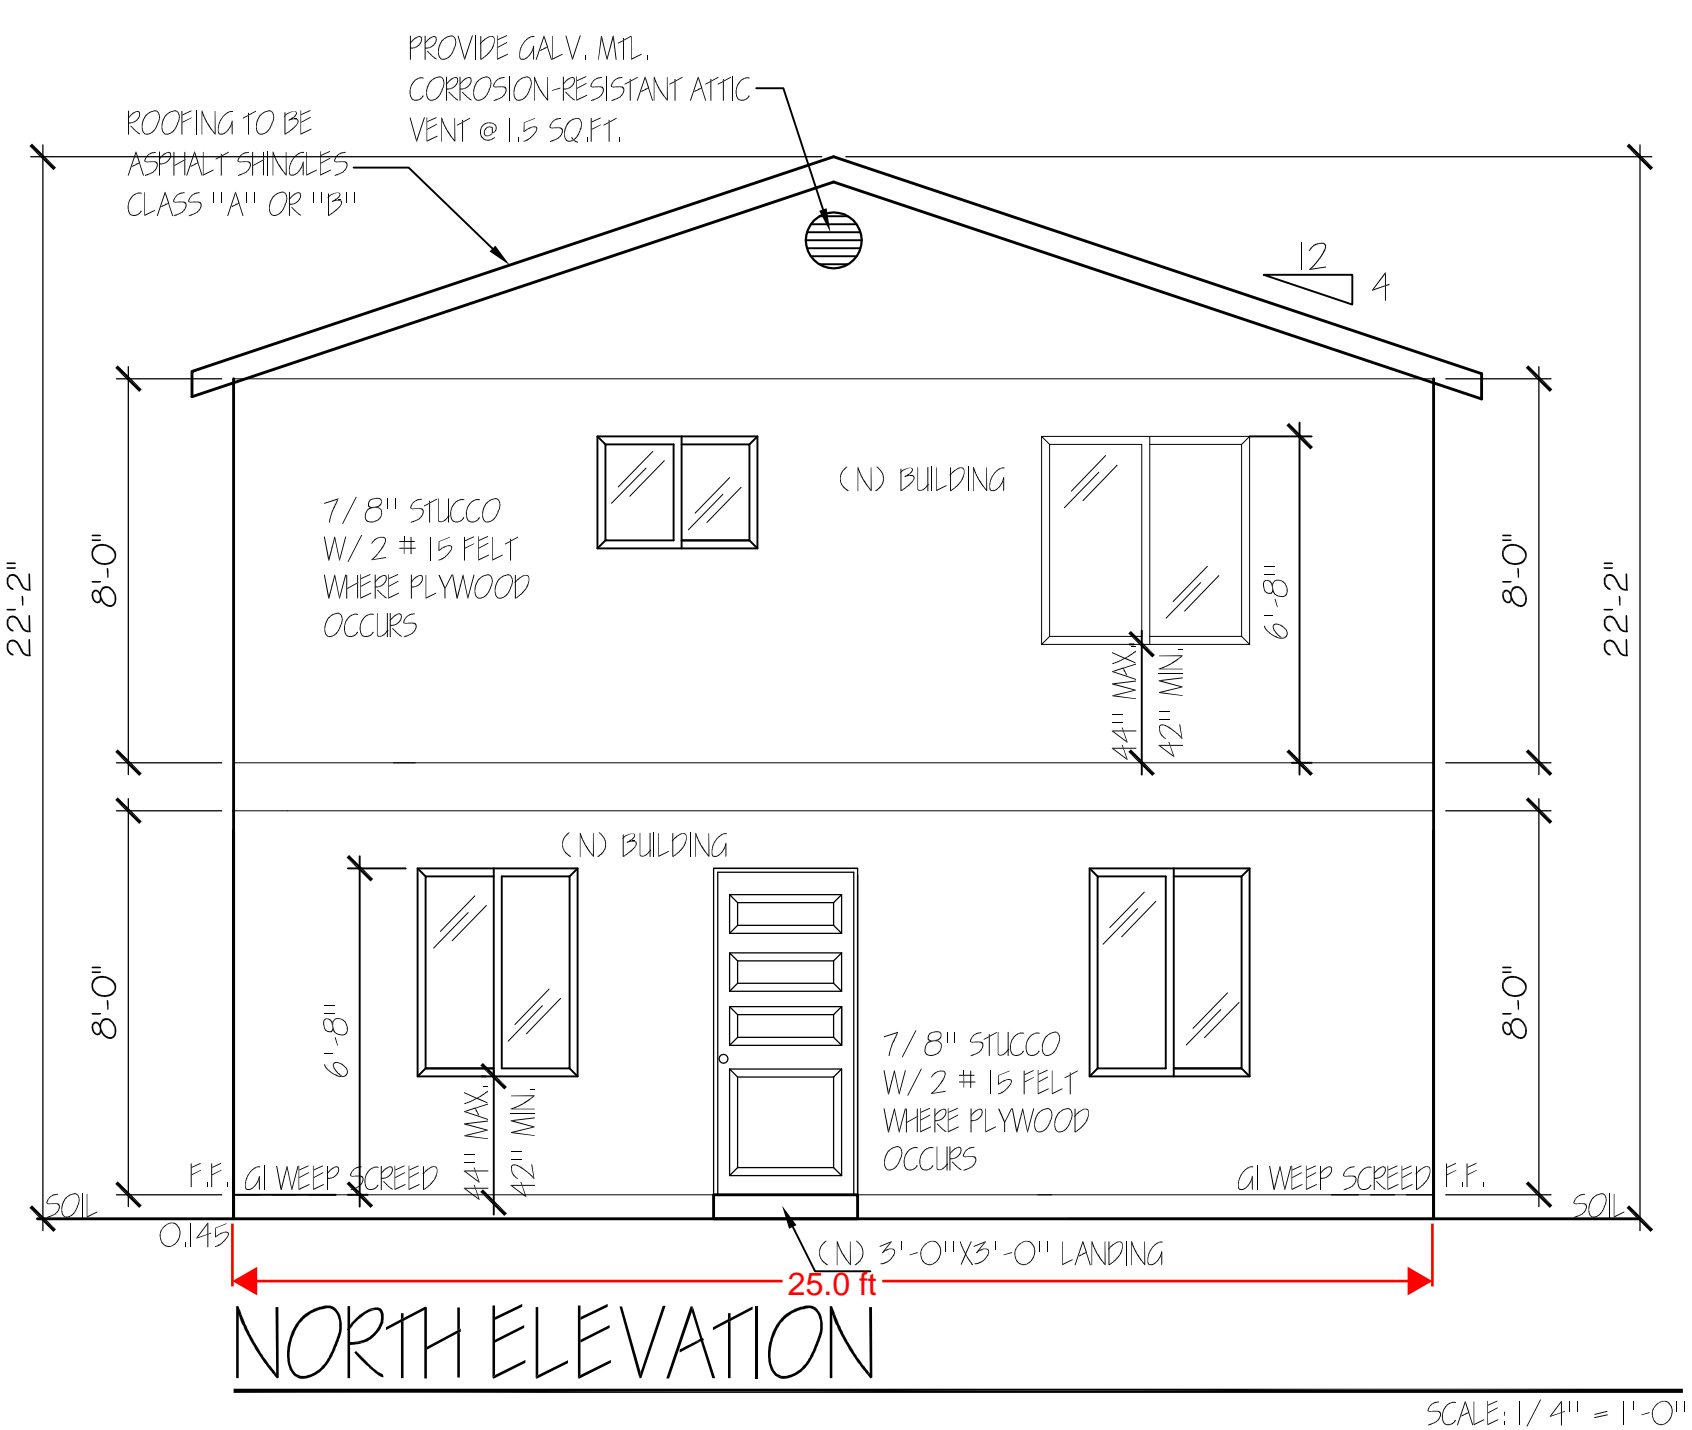 PROVIDE GALV. MTL.
CORROSION-RESISTANT ATTIC
VENT @ 1.5 SQ.FT.
ROOFING TO BE
ASPHALT SHINGLES
CLASS "A" OR "B"
12
4
(N) BUILDING
7/8" STUCCO
W/ 2 # 15 FELT
WHERE PLYWOOD
OCCURS
22'-2"
8'-0"
6'-8"
8'-0"
22'-2"
44" MAX.
42" MIN.
(N) BUILDING
8'-0"
6'-8"
8'-0"
7/8" STUCCO
W/ 2 # 15 FELT
WHERE PLYWOOD
OCCURS
44" MAX.
42" MIN.
F.F. GI WEEP SCREED
GI WEEP SCREED F.F.
SOIL
SOIL
0.145
(N) 3'-0"X3'-0" LANDING
25.0 ft
NORTH ELEVATION
SCALE: 1/4" = 1'-0"